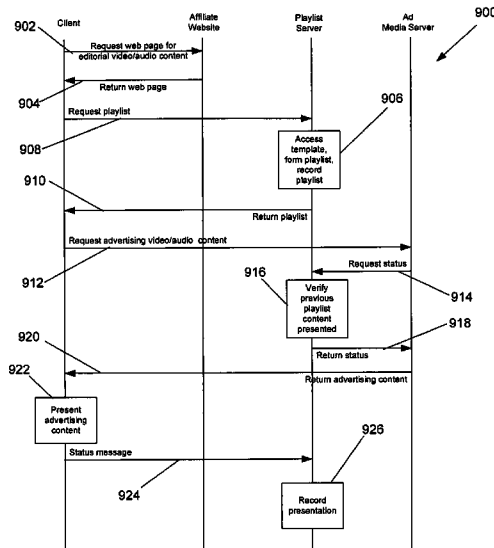 Client
Affiliate
Website
Playlist
Server
Ad
Media Server
900
902
Request web page for
editorial video/audio content
904
Return web page
Request playlist
908
906
Access
template,
form playlist,
record
playlist
910
Return playlist
Request advertising video/audio content
912
Request status
914
916
Verify
previous
playlist
content
presented
918
Return status
920
Return advertising content
922
Present
advertising
content
Status message
924
926
Record
presentation